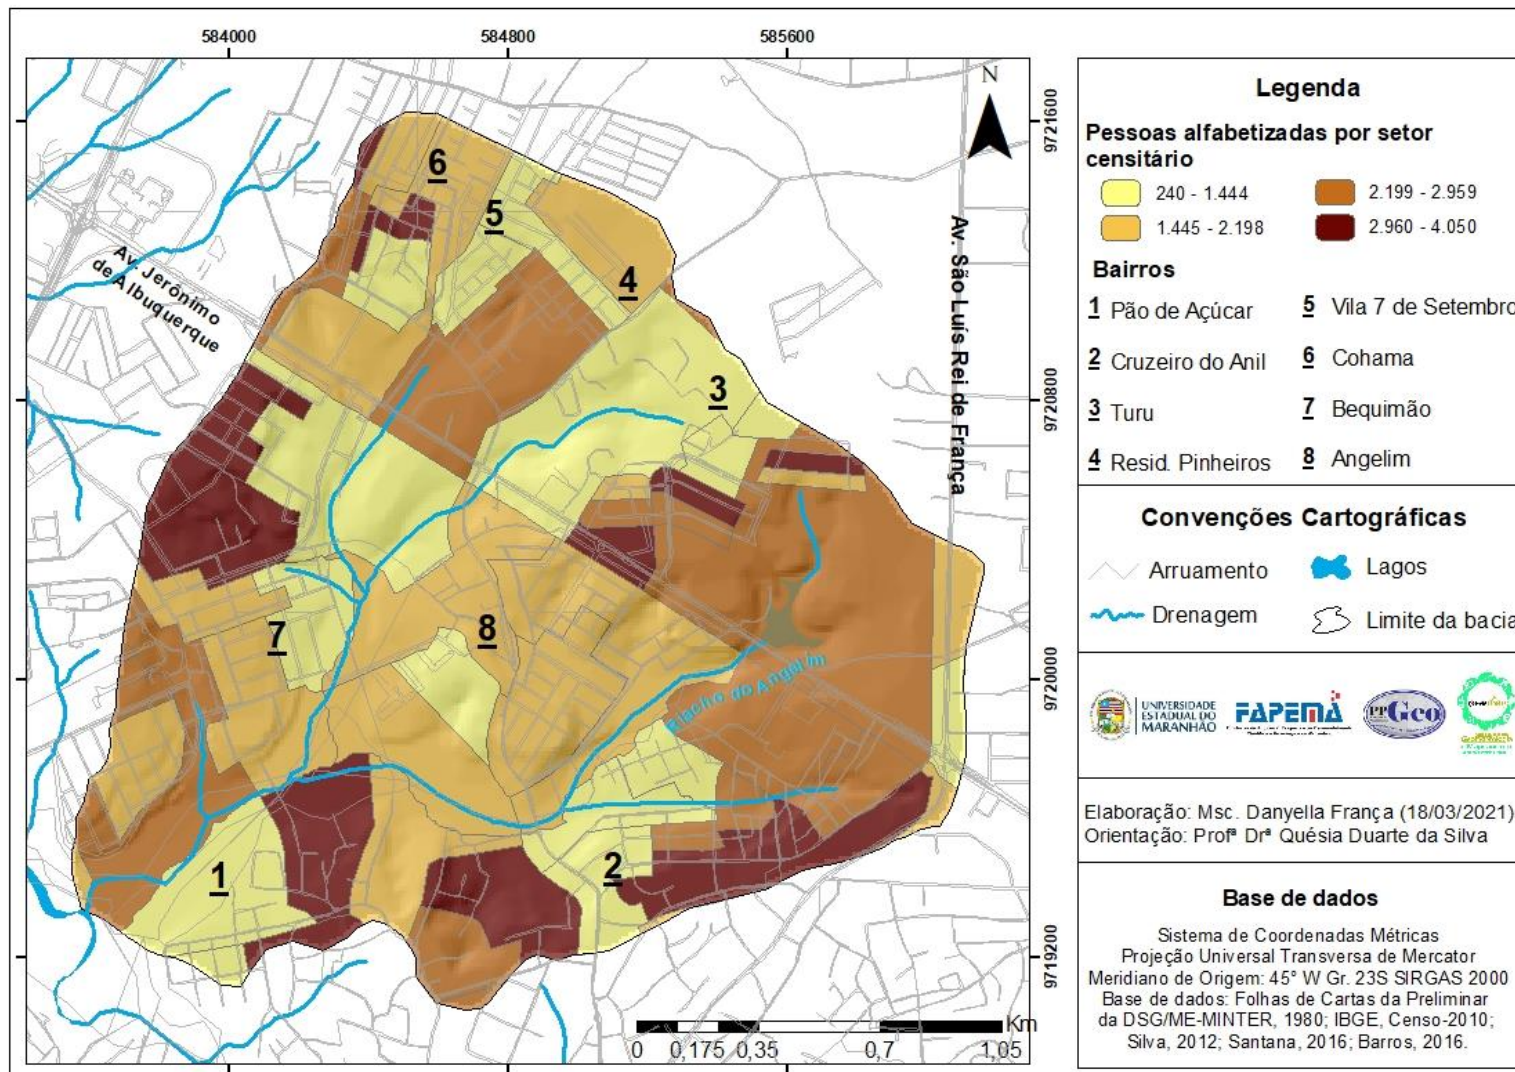 584000
584800
585600
N
9721600
9720800
9720000
9719200
Av. Jerônimo
de Albuquerque
Av. São Luís Rei de França
6
5
4
3
7
8
1
2
Riacho do Angelim
Km
0 0,175 0,35 0,7 1,05
Legenda
Pessoas alfabetizadas por setor
censitário
240 - 1.444
2.199 - 2.959
1.445 - 2.198
2.960 - 4.050
Bairros
1 Pão de Açúcar
5 Vila 7 de Setembro
2 Cruzeiro do Anil
6 Cohama
3 Turu
7 Bequimão
4 Resid. Pinheiros
8 Angelim
Convenções Cartográficas
Arruamento
Lagos
Drenagem
Limite da bacia
UNIVERSIDADE
ESTADUAL DO
MARANHÃO
FAPEMA
PPGeo
Elaboração: Msc. Danyella França (18/03/2021)
Orientação: Profª Drª Quésia Duarte da Silva
Base de dados
Sistema de Coordenadas Métricas
Projeção Universal Transversa de Mercator
Meridiano de Origem: 45° W Gr. 23S SIRGAS 2000
Base de dados: Folhas de Cartas da Preliminar
da DSG/ME-MINTER, 1980; IBGE, Censo-2010;
Silva, 2012; Santana, 2016; Barros, 2016.